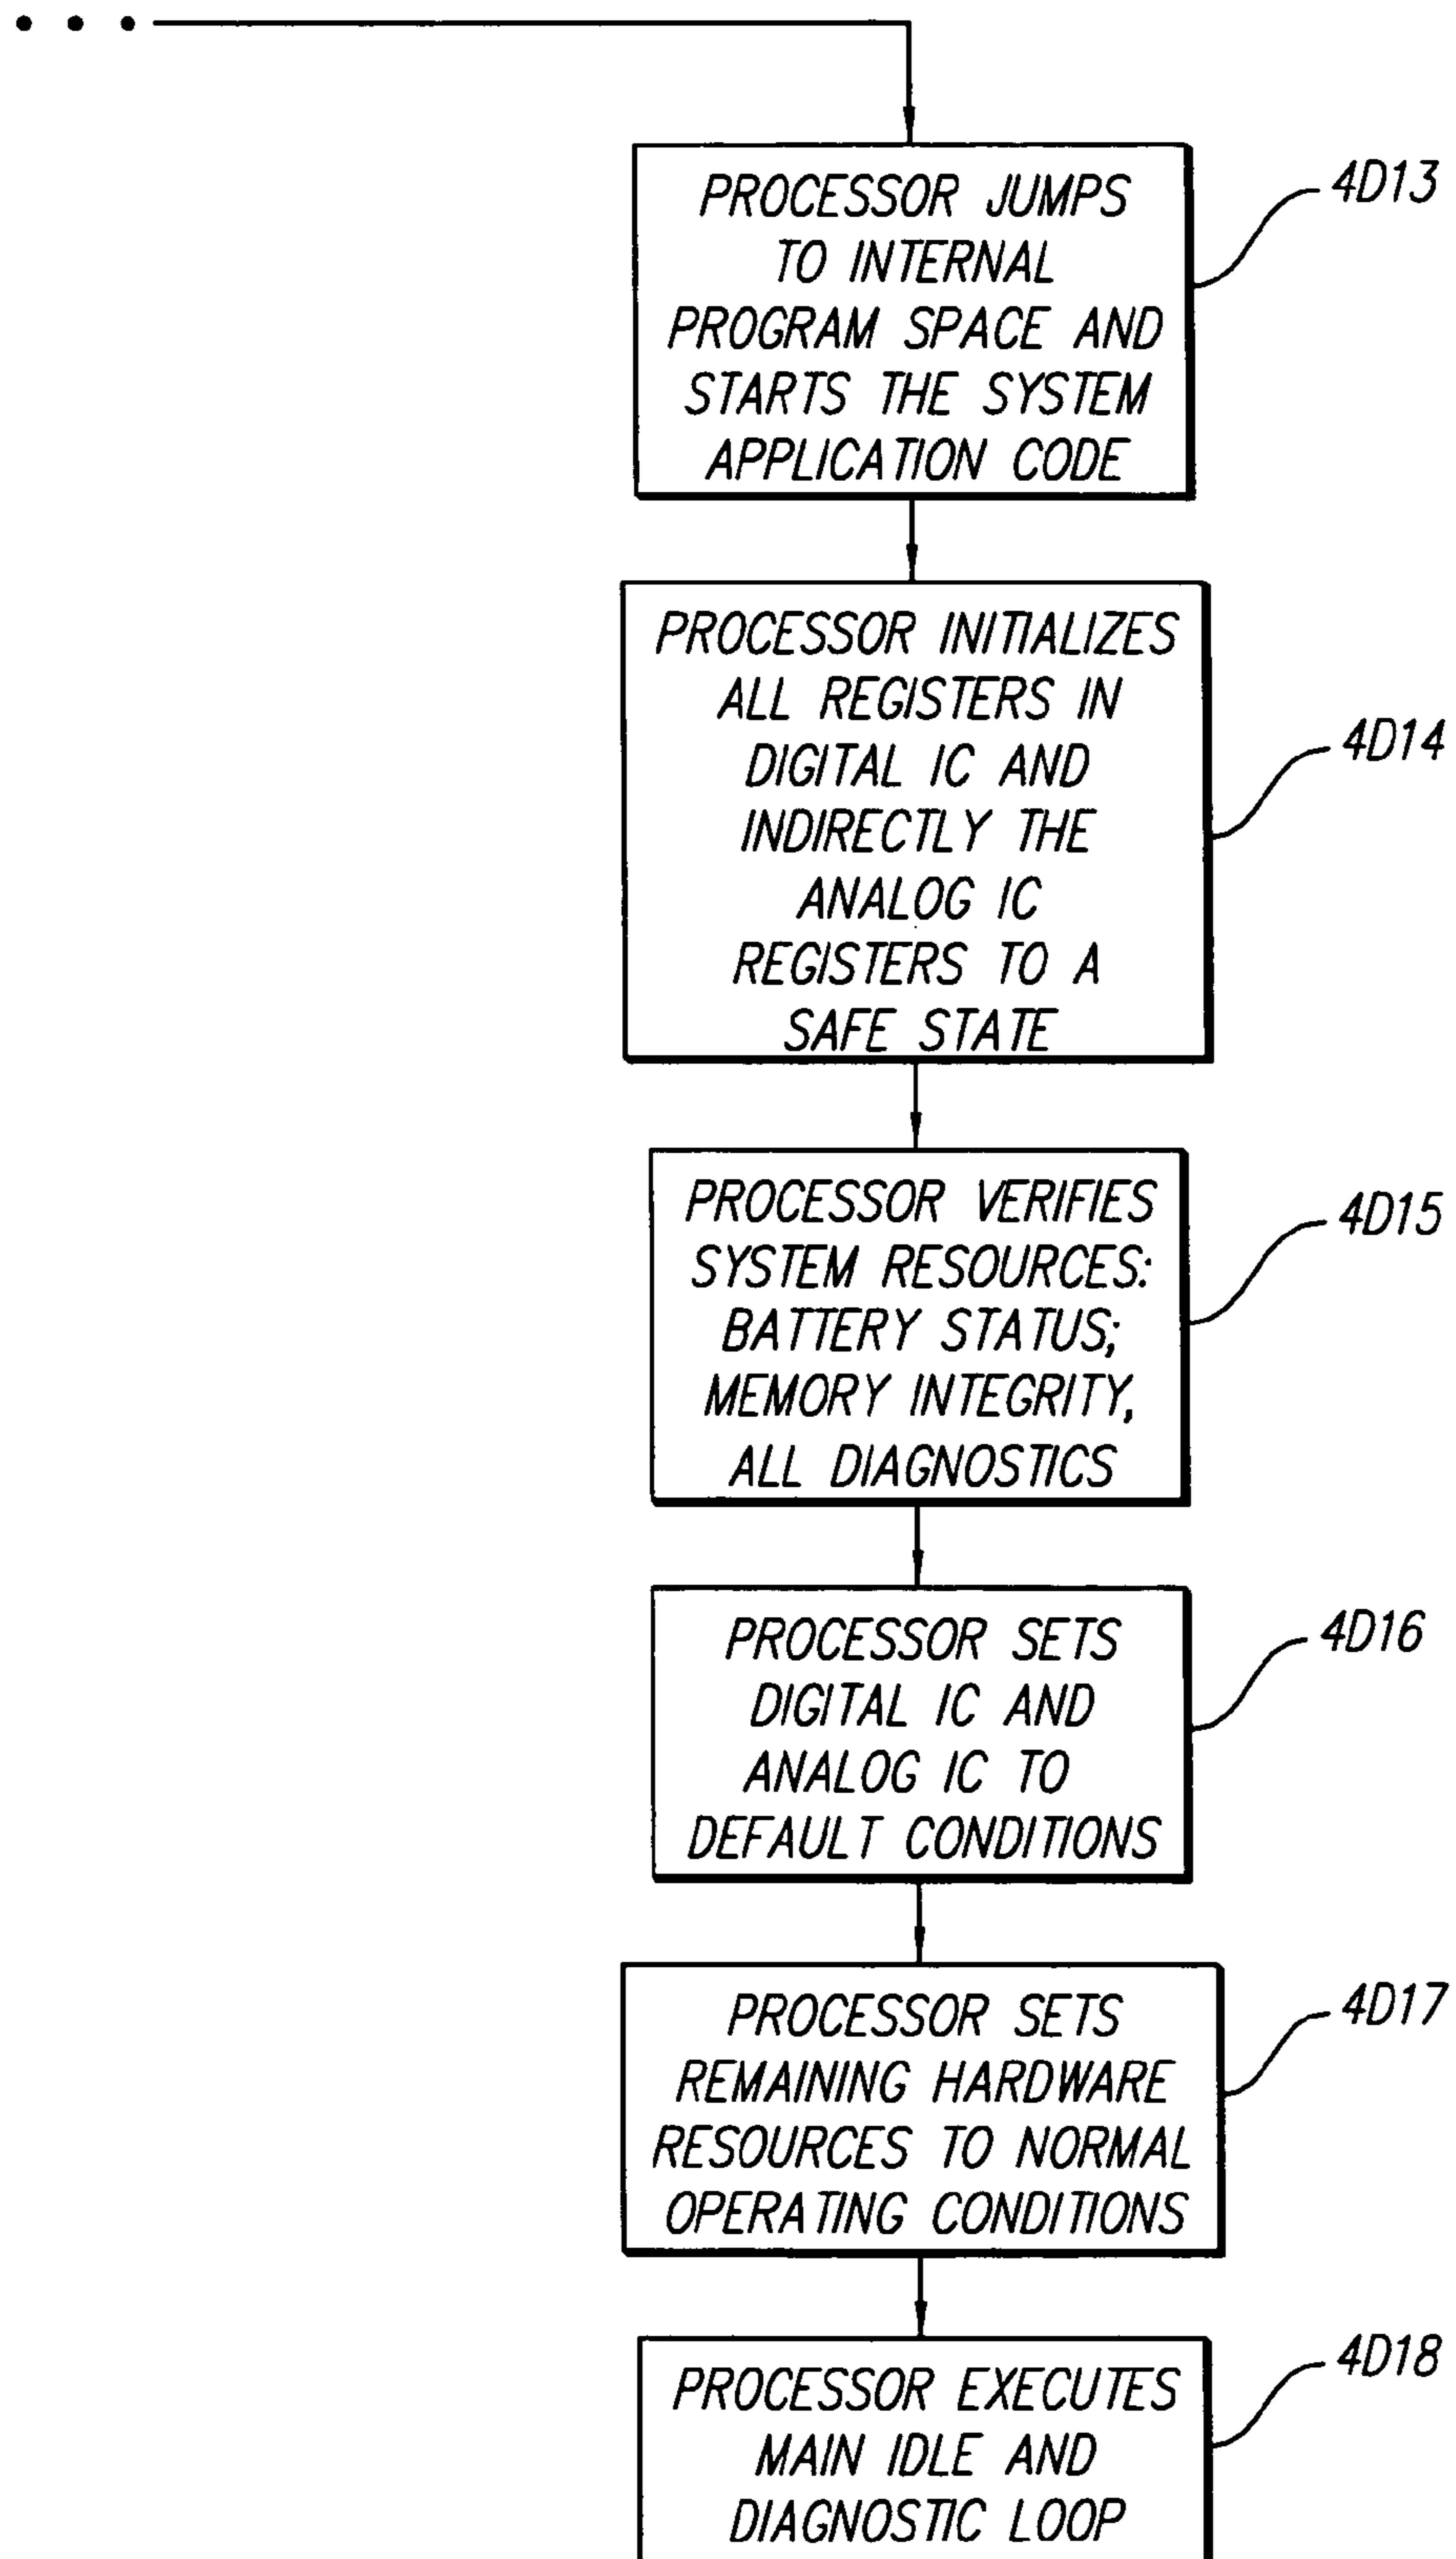 PROCESSOR JUMPS
TO INTERNAL
PROGRAM SPACE AND
STARTS THE SYSTEM
APPLICATION CODE
4D13
PROCESSOR INITIALIZES
ALL REGISTERS IN
DIGITAL IC AND
INDIRECTLY THE
ANALOG IC
REGISTERS TO A
SAFE STATE
4D14
PROCESSOR VERIFIES
SYSTEM RESOURCES:
BATTERY STATUS;
MEMORY INTEGRITY,
ALL DIAGNOSTICS
4D15
PROCESSOR SETS
DIGITAL IC AND
ANALOG IC TO
DEFAULT CONDITIONS
4D16
PROCESSOR SETS
REMAINING HARDWARE
RESOURCES TO NORMAL
OPERATING CONDITIONS
4D17
PROCESSOR EXECUTES
MAIN IDLE AND
DIAGNOSTIC LOOP
4D18